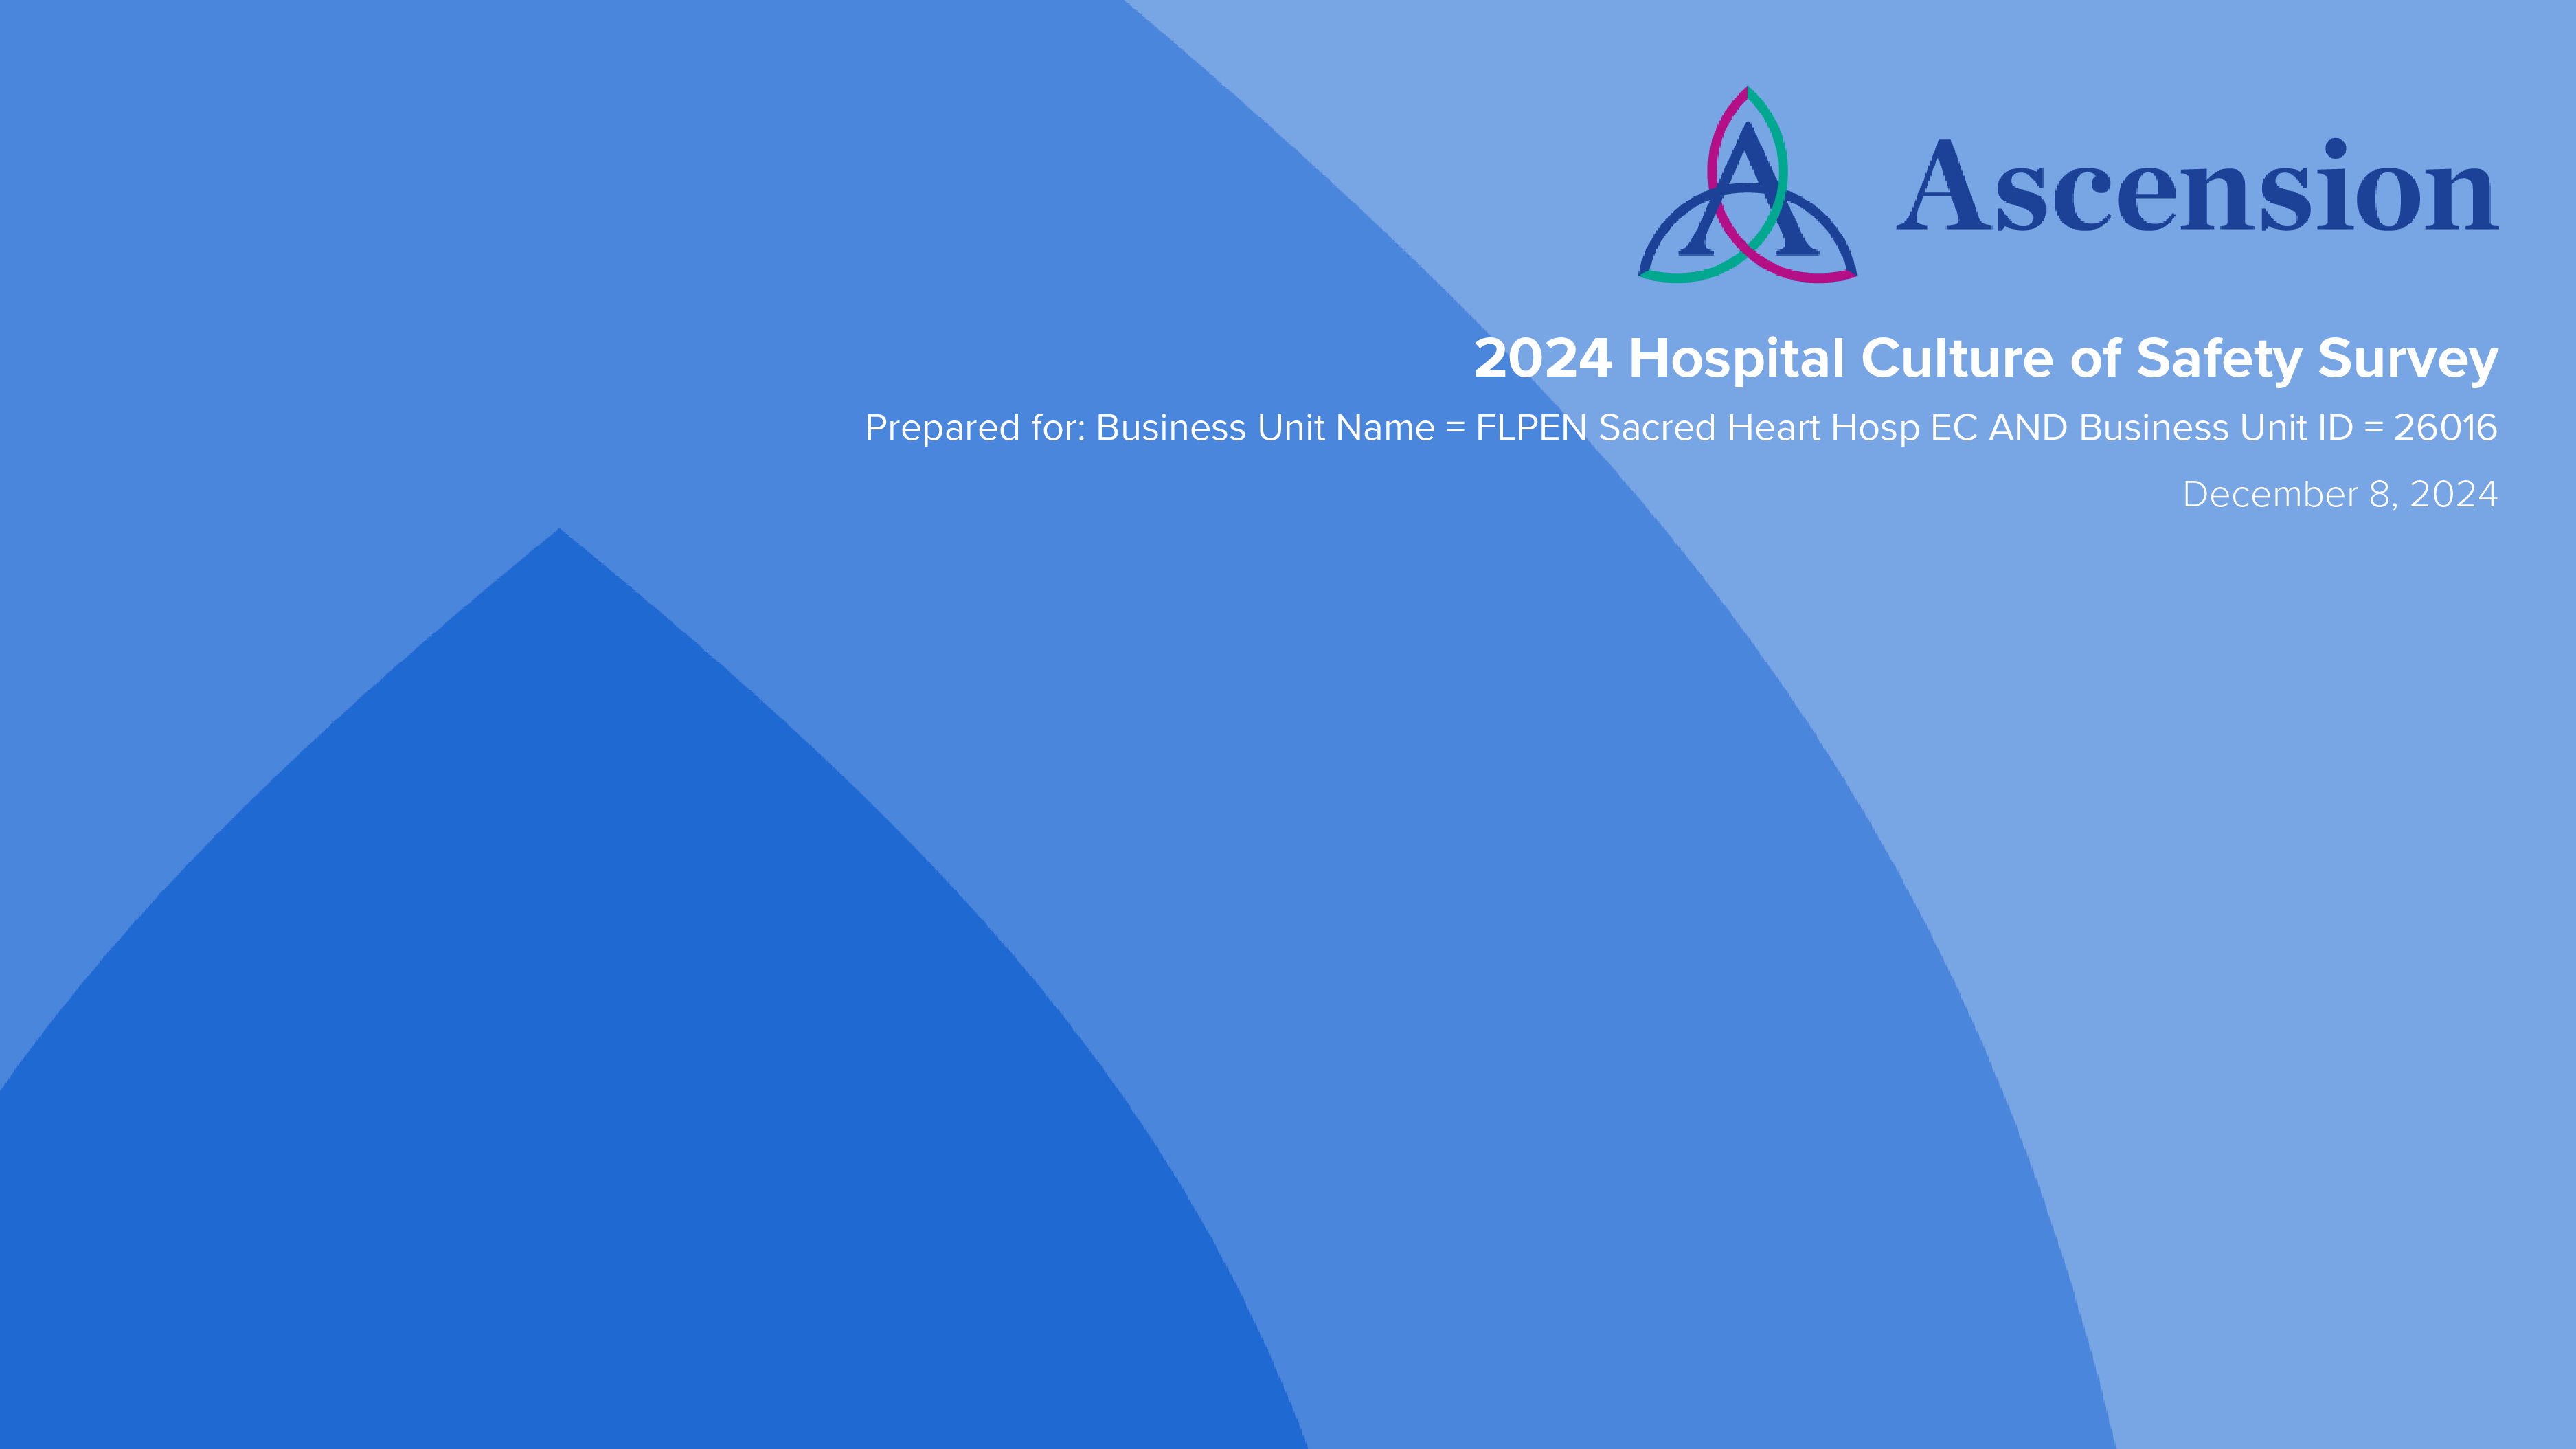 Ascension
2024 Hospital Culture of Safety Survey
Prepared for: Business Unit Name = FLPEN Sacred Heart Hosp EC AND Business Unit ID = 26016
December 8, 2024